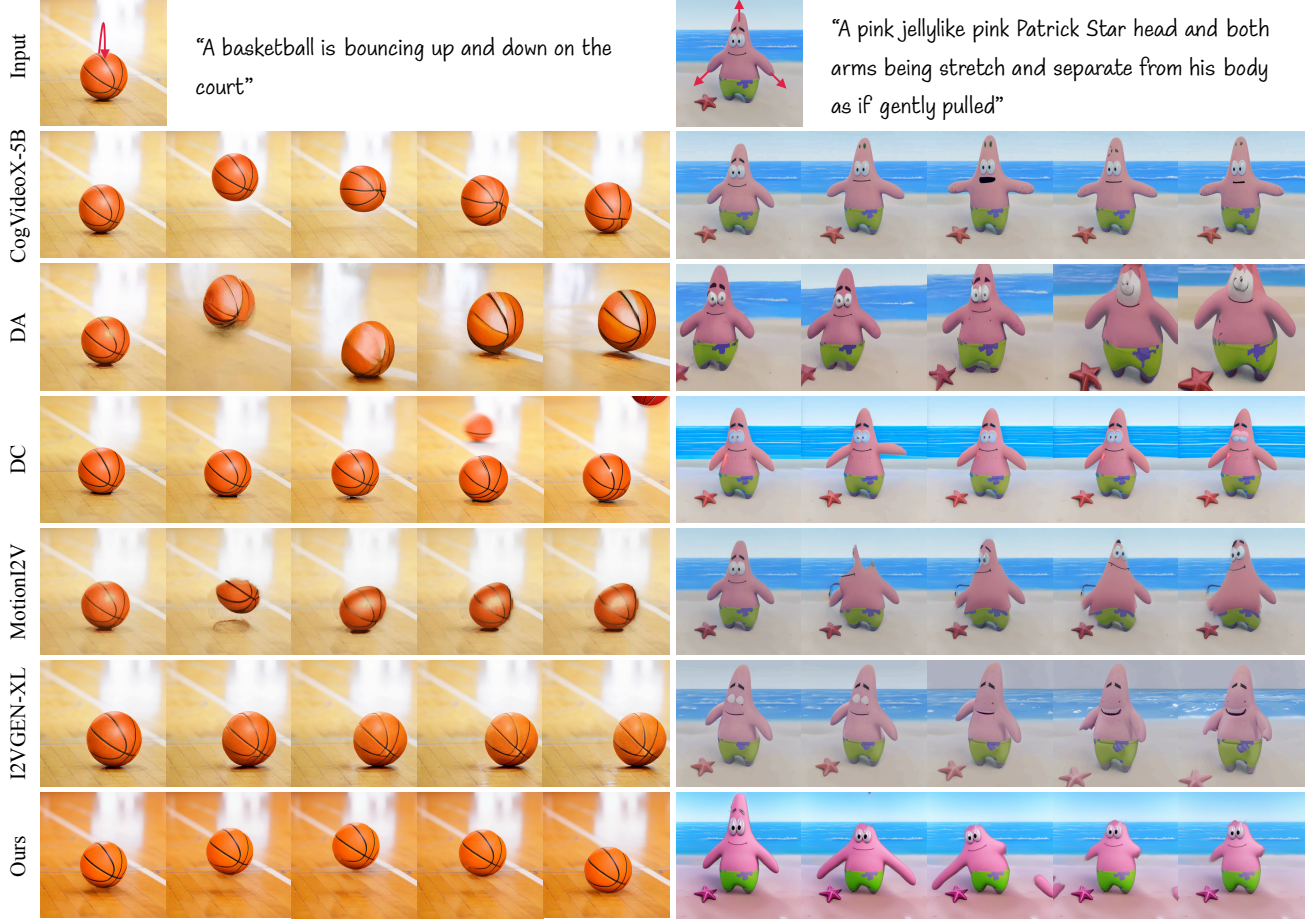 Input
“A basketball is bouncing up and down on the
court”
“A pink jellylike pink Patrick Star head and both
arms being stretch and separate from his body
as if gently pulled”
CogVideoX-5B
DA
DC
MotionI2V
I2VGEN-XL
Ours